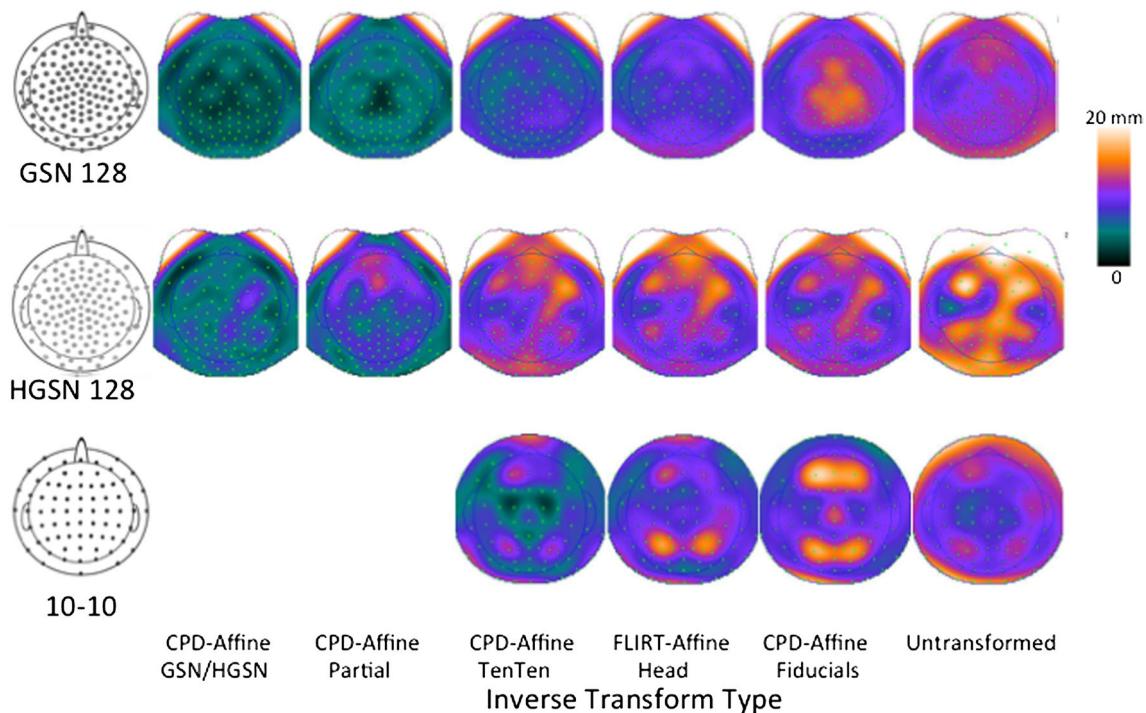 20 mm
0
GSN 128
HGSN 128
10-10
CPD-Affine
GSN/HGSN
CPD-Affine
Partial
CPD-Affine
TenTen
FLIRT-Affine
Head
CPD-Affine
Fiducials
Untransformed
Inverse Transform Type